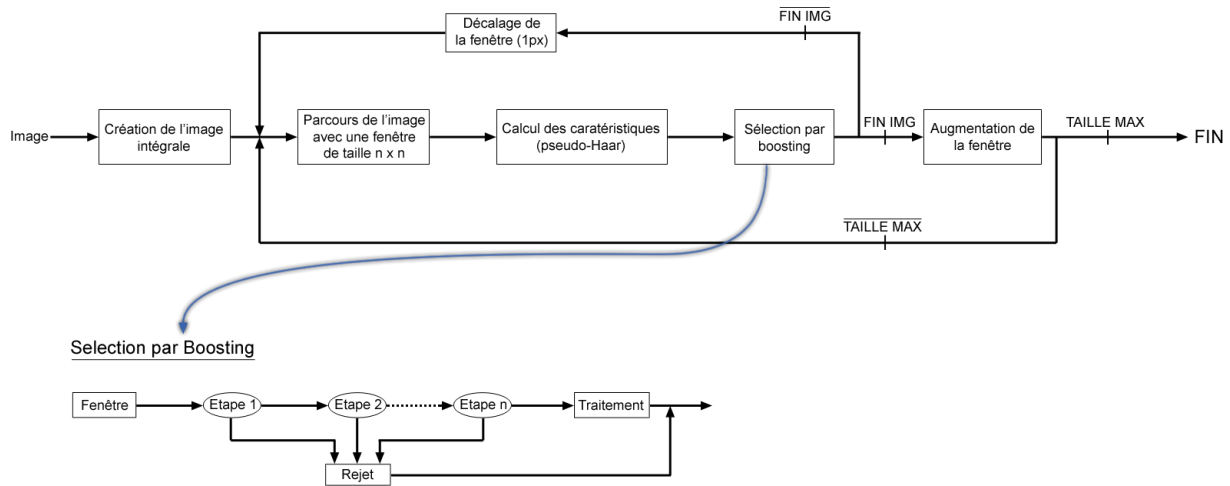 FIN IMG
Décalage de
la fenêtre (1px)
Image
Création de l'image
intégrale
Parcours de l'image
avec une fenêtre
de taille n x n
Calcul des caratéristiques
(pseudo-Haar)
Sélection par
boosting
FIN IMG
Augmentation de
la fenêtre
TAILLE MAX
FIN
TAILLE MAX
Selection par Boosting
Fenêtre
Etape 1
Etape 2
Etape n
Traitement
Rejet